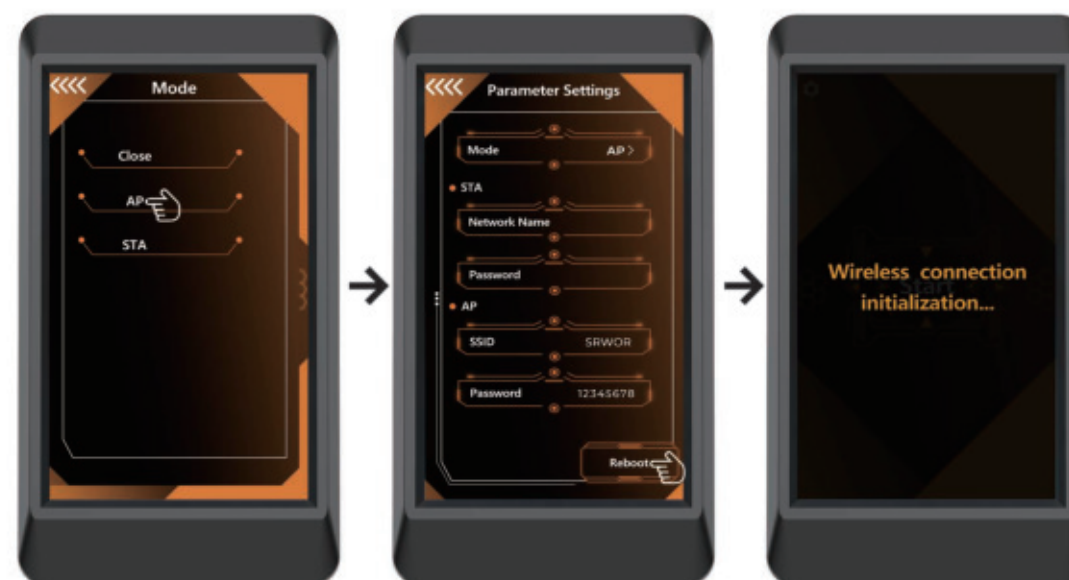 Mode
Close
AP
STA
Parameter Settings
Mode AP >
STA
Network Name
Password
AP
SSID SRWOR
Password 12345678
Reboot
Wireless connection
Start
initialization...